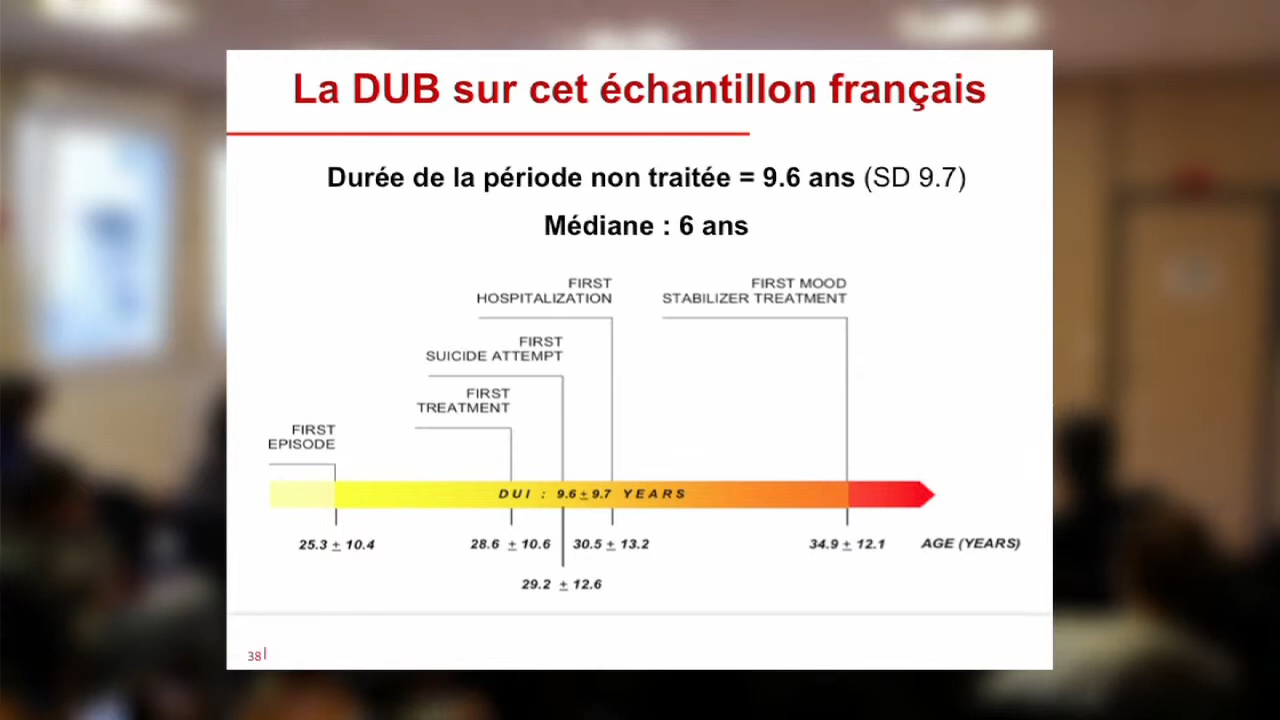 La DUB sur cet échantillon français
Durée de la période non traitée = 9.6 ans (SD 9.7)
Médiane : 6 ans
FIRST
HOSPITALIZATION
FIRST MOOD
STABILIZER TREATMENT
FIRST
SUICIDE ATTEMPT
FIRST
TREATMENT
FIRST
EPISODE
DUI : 9.6 ± 9.7 YEARS
25.3 ± 10.4
28.6 ± 10.6
30.5 ± 13.2
34.9 ± 12.1
AGE (YEARS)
29.2 ± 12.6
38